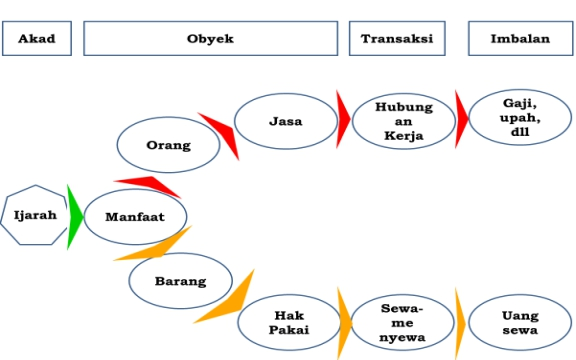 Akad
Obyek
Transaksi
Imbalan
Orang
Jasa
Hubung
an
Kerja
Gaji,
upah,
dll
Ijarah
Manfaat
Barang
Hak
Pakai
Sewa-
me
nyewa
Uang
sewa